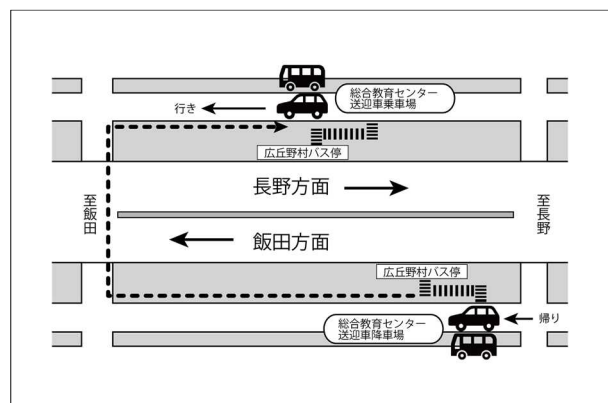 総合教育センター
送迎車乗車場
行き
広丘野村バス停
長野方面
至飯田
至長野
飯田方面
広丘野村バス停
総合教育センター
送迎車降車場
帰り